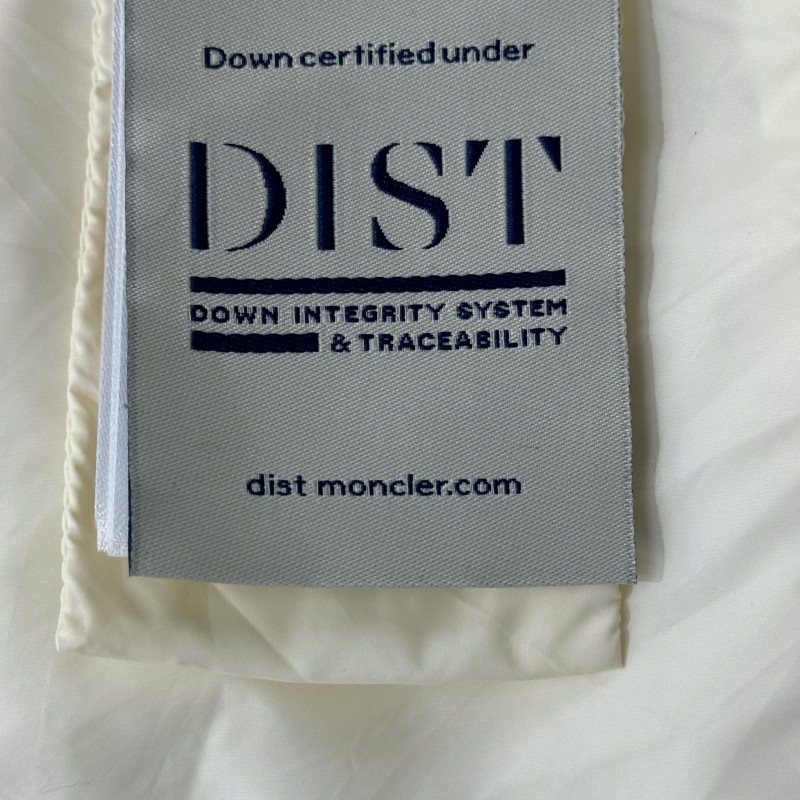 Down certified under
DIST
DOWN INTEGRITY SYSTEM
& TRACEABILITY
dist moncler.com